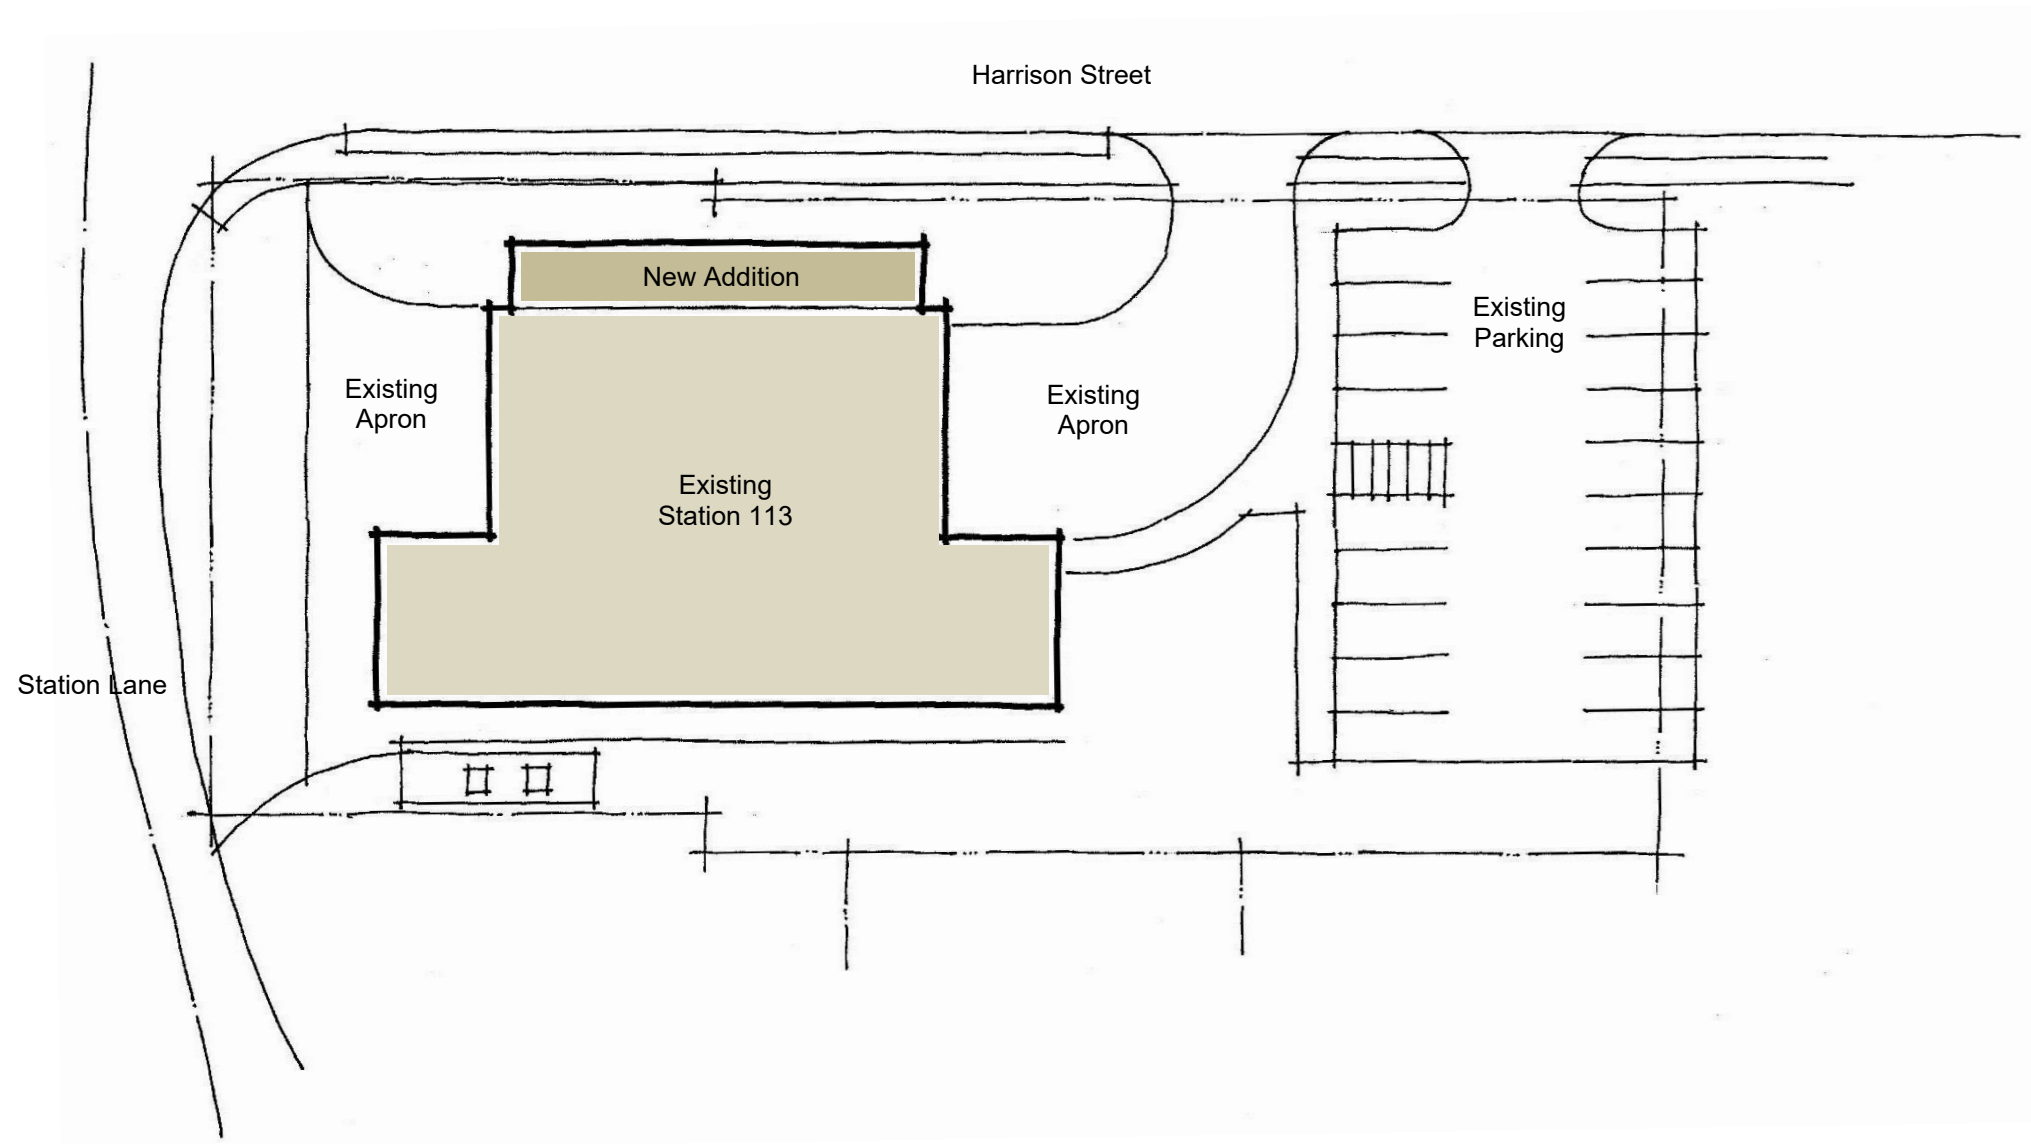 Harrison Street
New Addition
Existing
Parking
Existing
Apron
Existing
Apron
Existing
Station 113
Station Lane